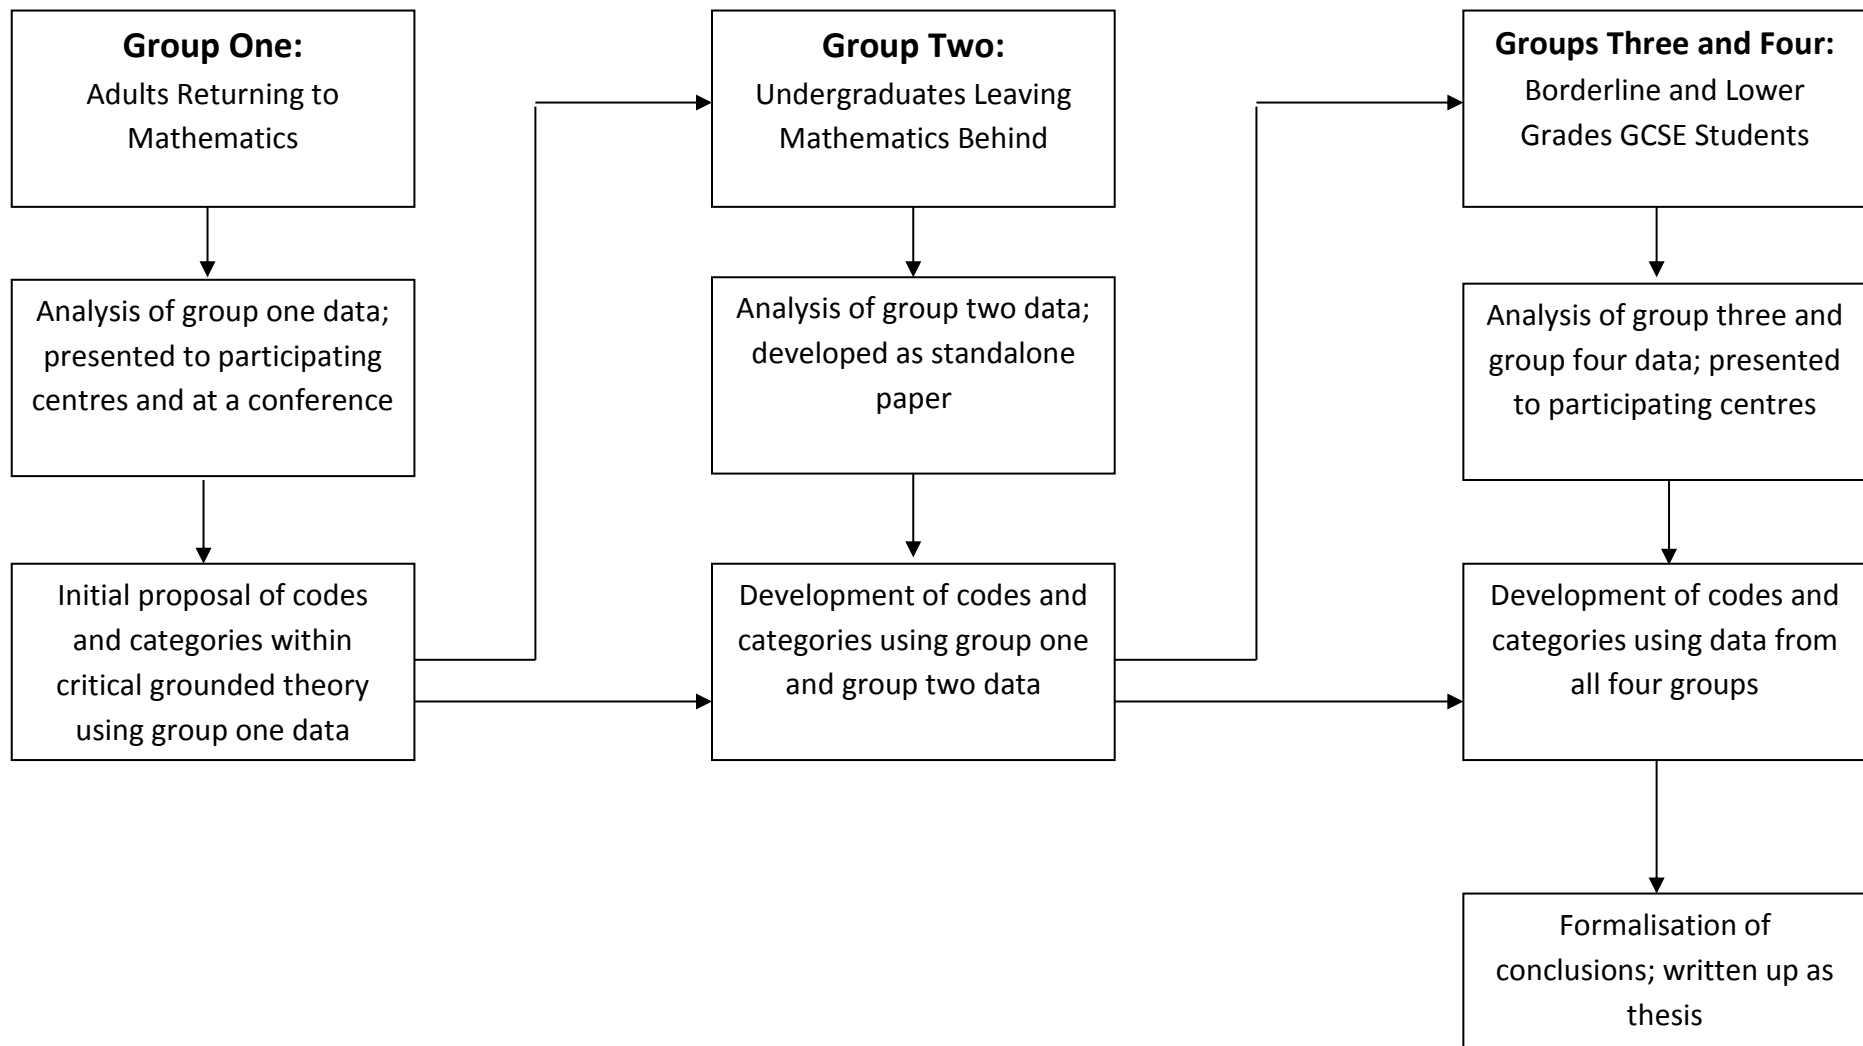 Group One:
Adults Returning to
Mathematics
Analysis of group one data;
presented to participating
centres and at a conference
Initial proposal of codes
and categories within
critical grounded theory
using group one data
Group Two:
Undergraduates Leaving
Mathematics Behind
Analysis of group two data;
developed as standalone
paper
Development of codes and
categories using group one
and group two data
Groups Three and Four:
Borderline and Lower
Grades GCSE Students
Analysis of group three and
group four data; presented
to participating centres
Development of codes and
categories using data from
all four groups
Formalisation of
conclusions; written up as
thesis